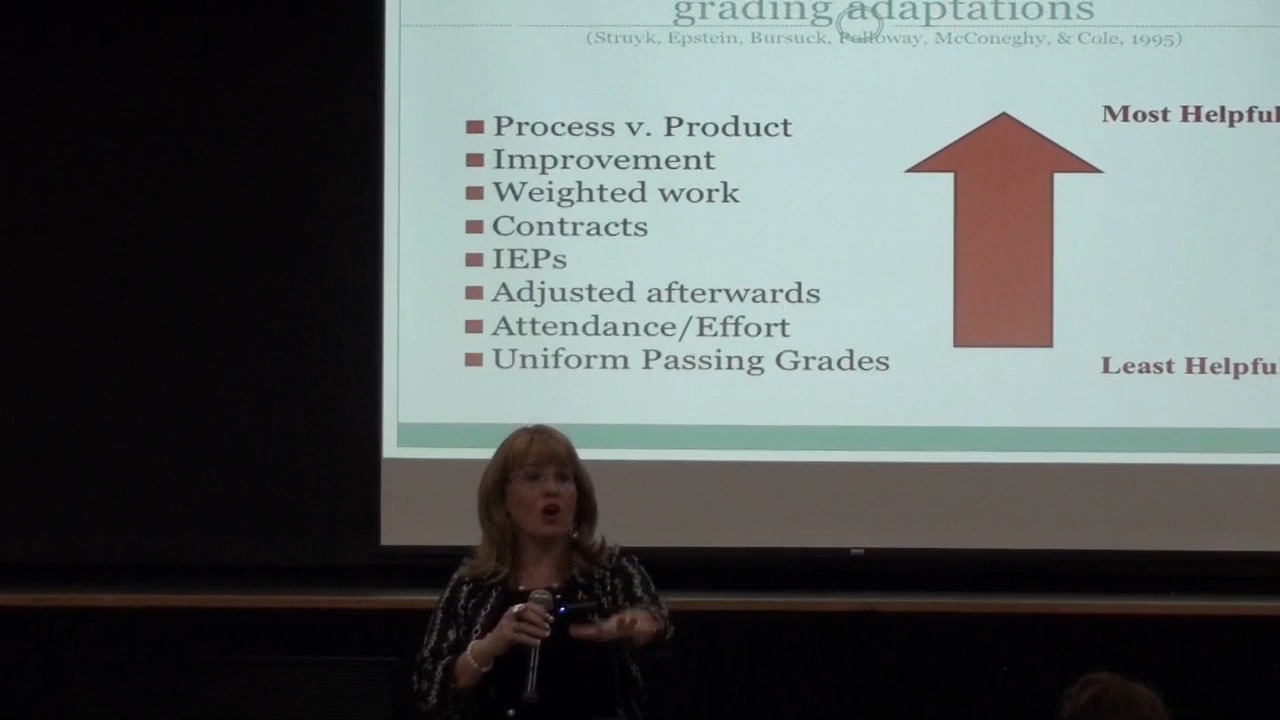 grading adaptations
(Struyk, Epstein, Bursuck, Polloway, McConeghy, & Cole, 1995)
Most Helpful
Process v. Product
Improvement
Weighted work
Contracts
IEPs
Adjusted afterwards
Attendance/Effort
Uniform Passing Grades
Least Helpfu